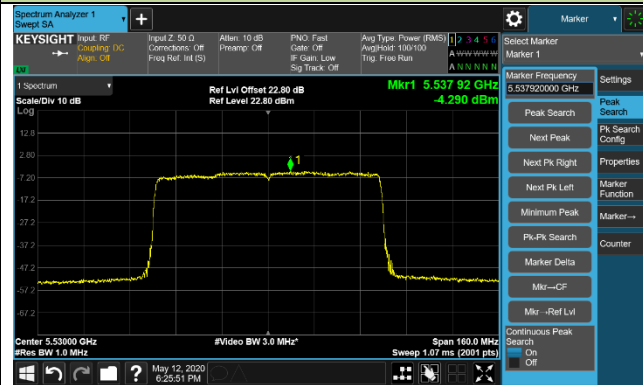 Spectrum Analyzer 1
Swept SA
Marker
KEYSIGHT
Input: RF
Coupling: DC
Align: Off
Input Z: 50 Ω
Corrections: Off
Freq Ref: Int (S)
Atten: 10 dB
Preamp: Off
PNO: Fast
Gate: Off
IF Gain: Low
Sig Track: Off
Avg Type: Power (RMS)
Avg|Hold: 100/100
Trig: Free Run
1 2 3 4 5 6
A W W W W W
A N N N N N
LXI
Select Marker
Marker 1
1 Spectrum
Scale/Div 10 dB
Ref Lvl Offset 22.80 dB
Ref Level 22.80 dBm
Mkr1 5.537 92 GHz
-4.290 dBm
Log
12.8
2.80
-7.20
-17.2
-27.2
-37.2
-47.2
-57.2
-67.2
1
Center 5.53000 GHz
#Res BW 1.0 MHz
#Video BW 3.0 MHz*
Span 160.0 MHz
Sweep 1.07 ms (2001 pts)
Marker Frequency
5.537920000 GHz
Peak Search
Next Peak
Next Pk Right
Next Pk Left
Minimum Peak
Pk-Pk Search
Marker Delta
Mkr→CF
Mkr→Ref Lvl
Continuous Peak
Search
On
Off
Settings
Peak
Search
Pk Search
Config
Properties
Marker
Function
Marker→
Counter
May 12, 2020
6:25:51 PM